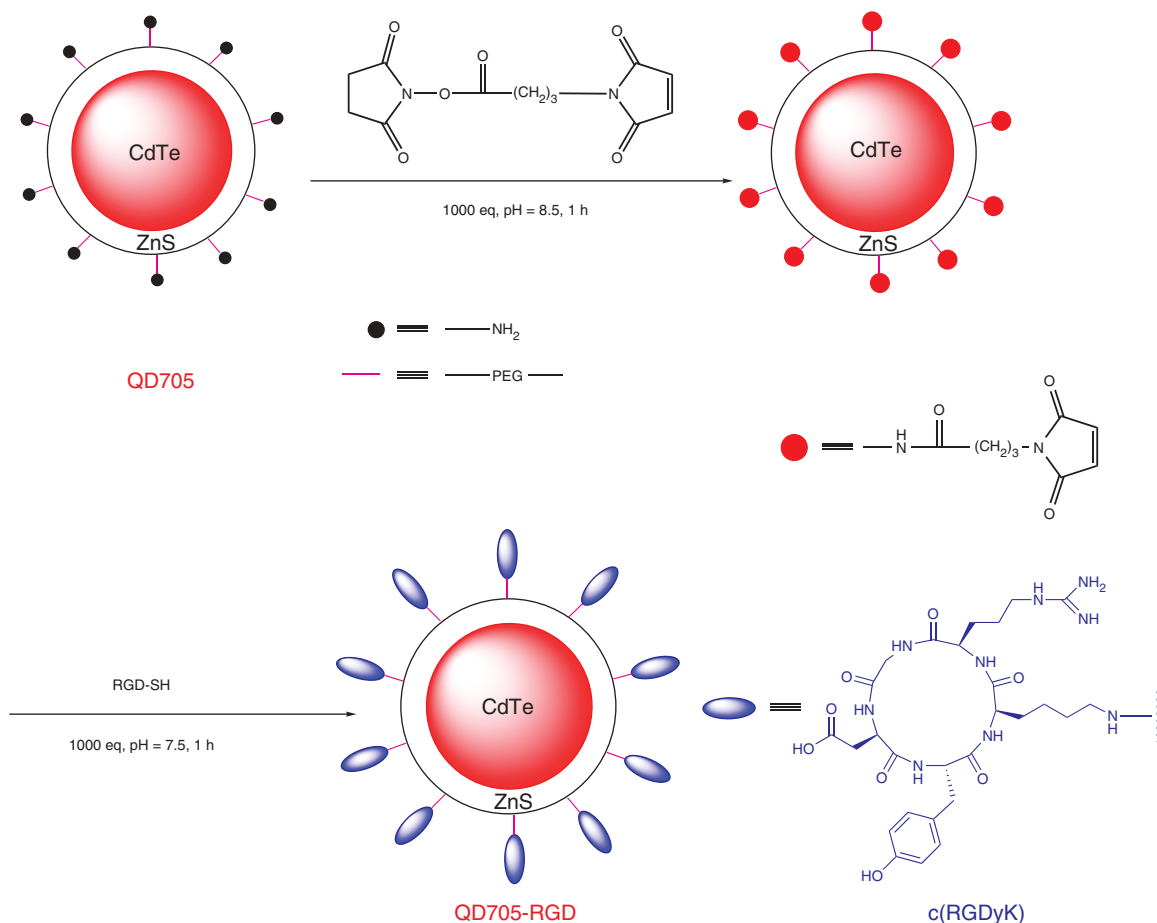 O
O
O
N
O
(CH2)3
N
O
O
CdTe
ZnS
1000 eq, pH = 8.5, 1 h
CdTe
ZnS
NH2
PEG
QD705
H
N
O
(CH2)3
N
O
O
RGD-SH
1000 eq, pH = 7.5, 1 h
CdTe
ZnS
QD705-RGD
H
N
NH2
NH
O
HN
O
NH
O
HN
O
NH
N
H
O
HO
O
N
H
O
HO
c(RGDyK)